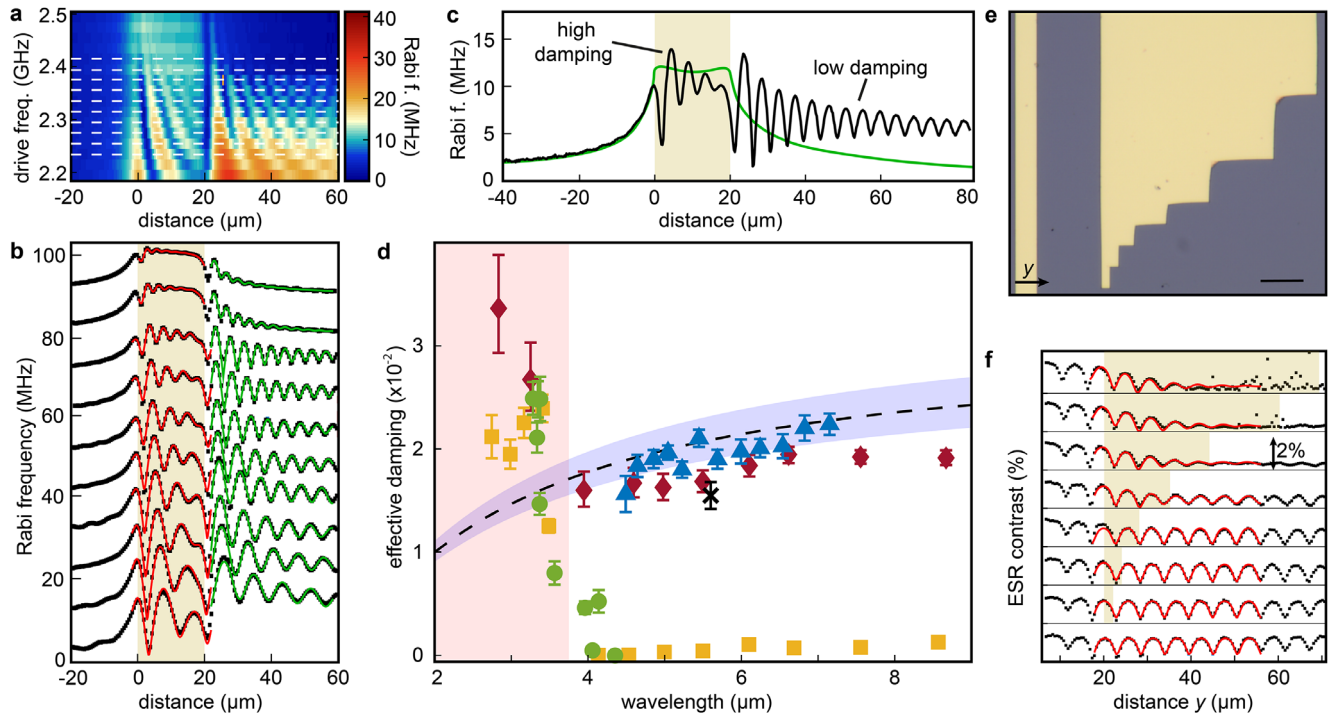 a
2.5
2.4
2.3
2.2
drive freq. (GHz)
-20
0
20
40
60
distance (µm)
40
30
20
10
0
Rabi f. (MHz)
b
100
80
60
40
20
0
Rabi frequency (MHz)
-20
0
20
40
60
distance (µm)
c
15
10
5
0
Rabi f. (MHz)
high
damping
low damping
-40
-20
0
20
40
60
80
distance (µm)
d
3
2
1
0
effective damping (x10⁻²)
2
4
6
8
wavelength (µm)
e
y
f
2%
ESR contrast (%)
20
40
60
distance y (µm)